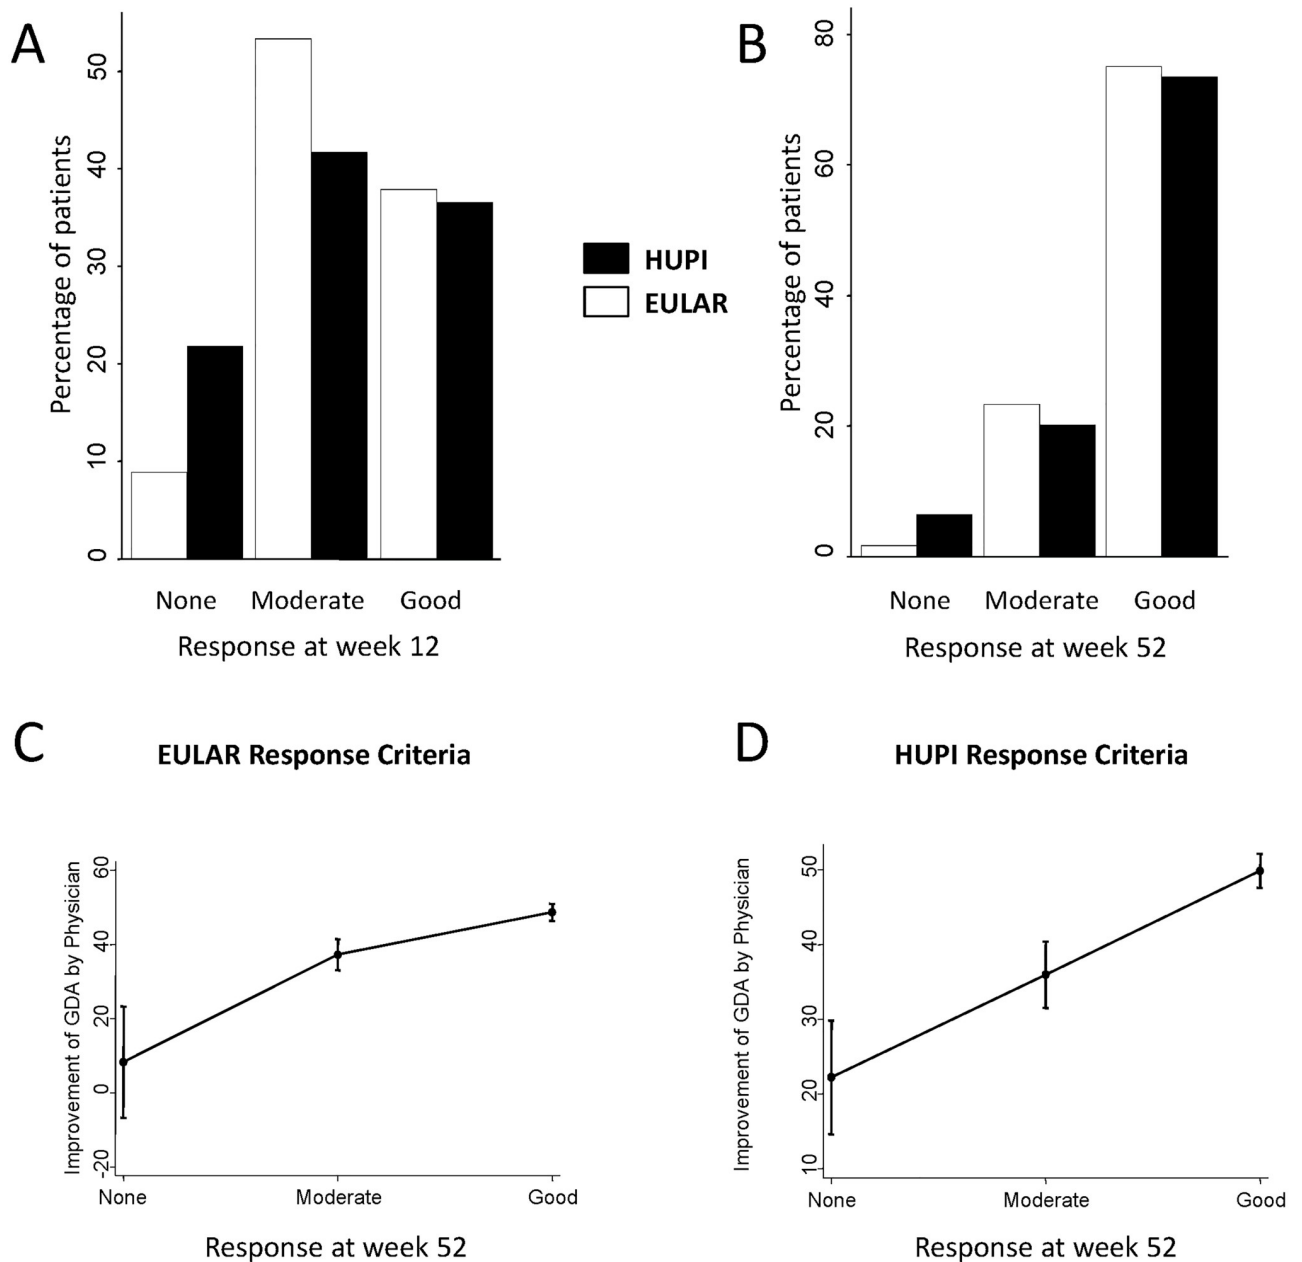 A
Percentage of patients
50
40
30
20
10
0
None Moderate Good
Response at week 12
HUPI
EULAR
B
Percentage of patients
80
60
40
20
0
None Moderate Good
Response at week 52
C
EULAR Response Criteria
Improvement of GDA by Physician
60
40
20
0
-20
None Moderate Good
Response at week 52
D
HUPI Response Criteria
Improvement of GDA by Physician
50
40
30
20
10
None Moderate Good
Response at week 52